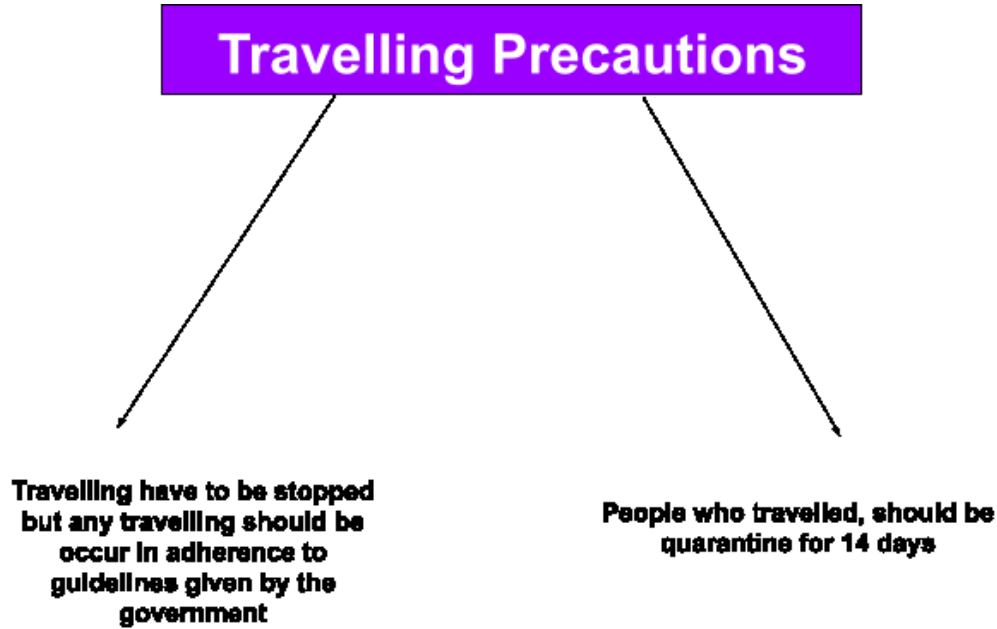 Travelling Precautions
Travelling have to be stopped
but any travelling should be
occur in adherence to
guidelines given by the
government
People who travelled, should be
quarantine for 14 days